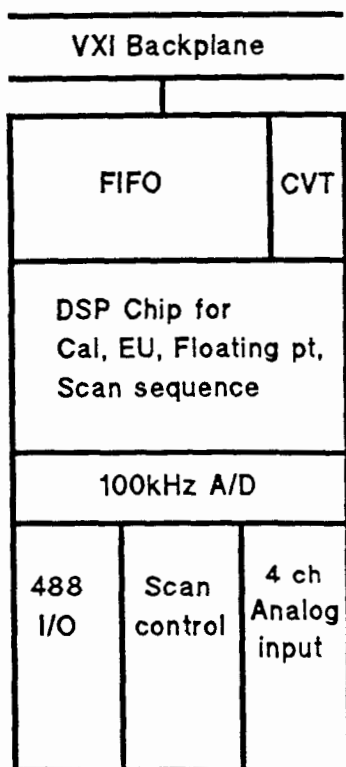 VXI Backplane
FIFO
CVT
DSP Chip for
Cal, EU, Floating pt,
Scan sequence
100kHz A/D
488
I/O
Scan
control
4 ch
Analog
input